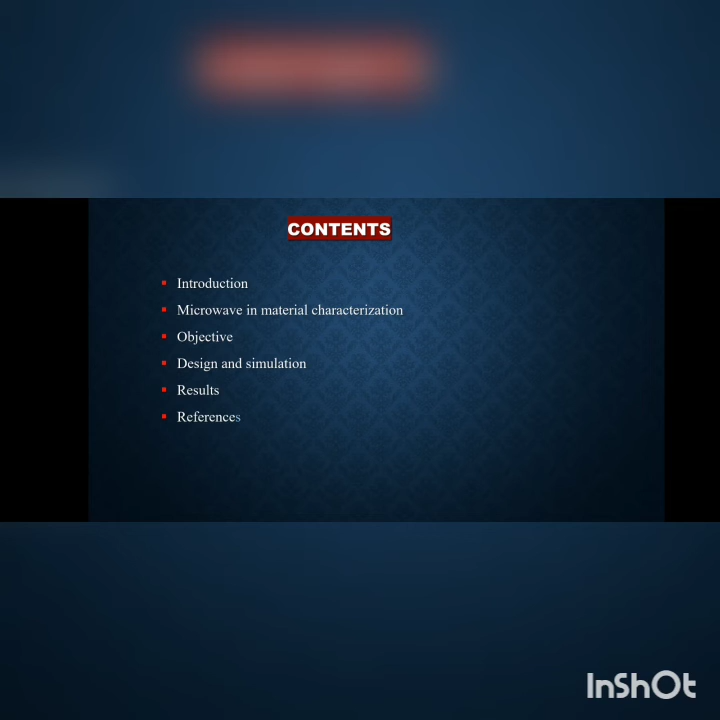 CONTENTS
Introduction
Microwave in material characterization
Objective
Design and simulation
Results
References
InShOt